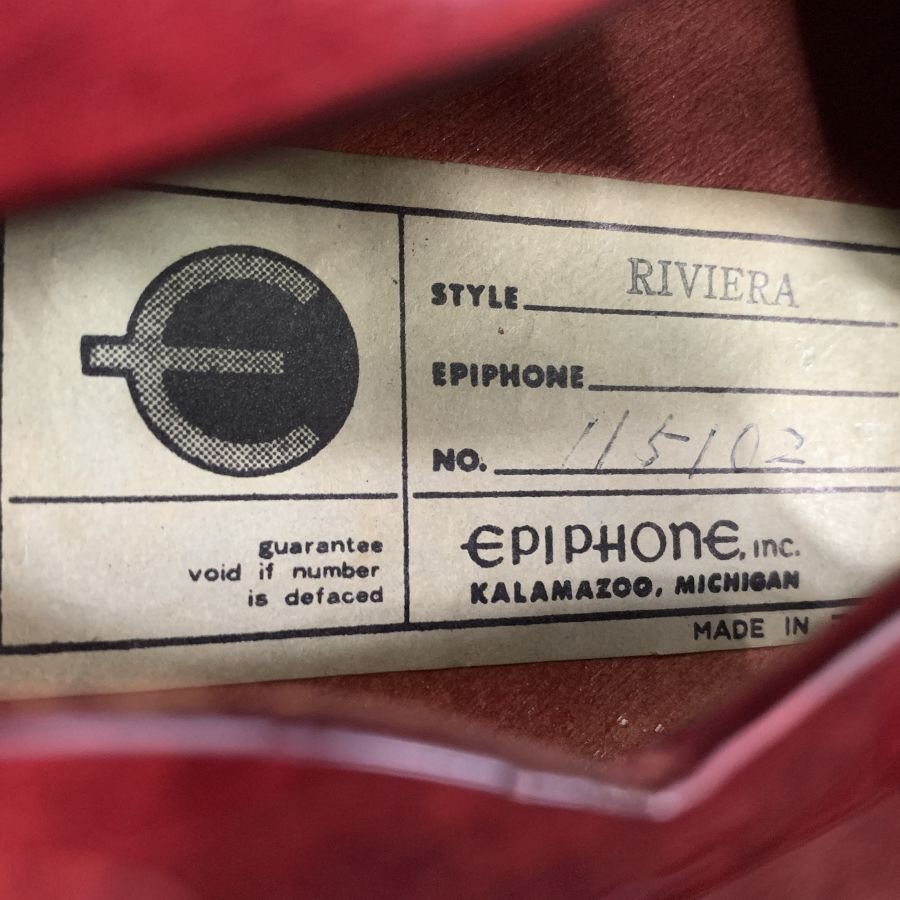 STYLE RIVIERA
EPIPHONE
NO. 115102
guarantee
void if number
is defaced
EPIPHONE, INC.
KALAMAZOO, MICHIGAN
MADE IN